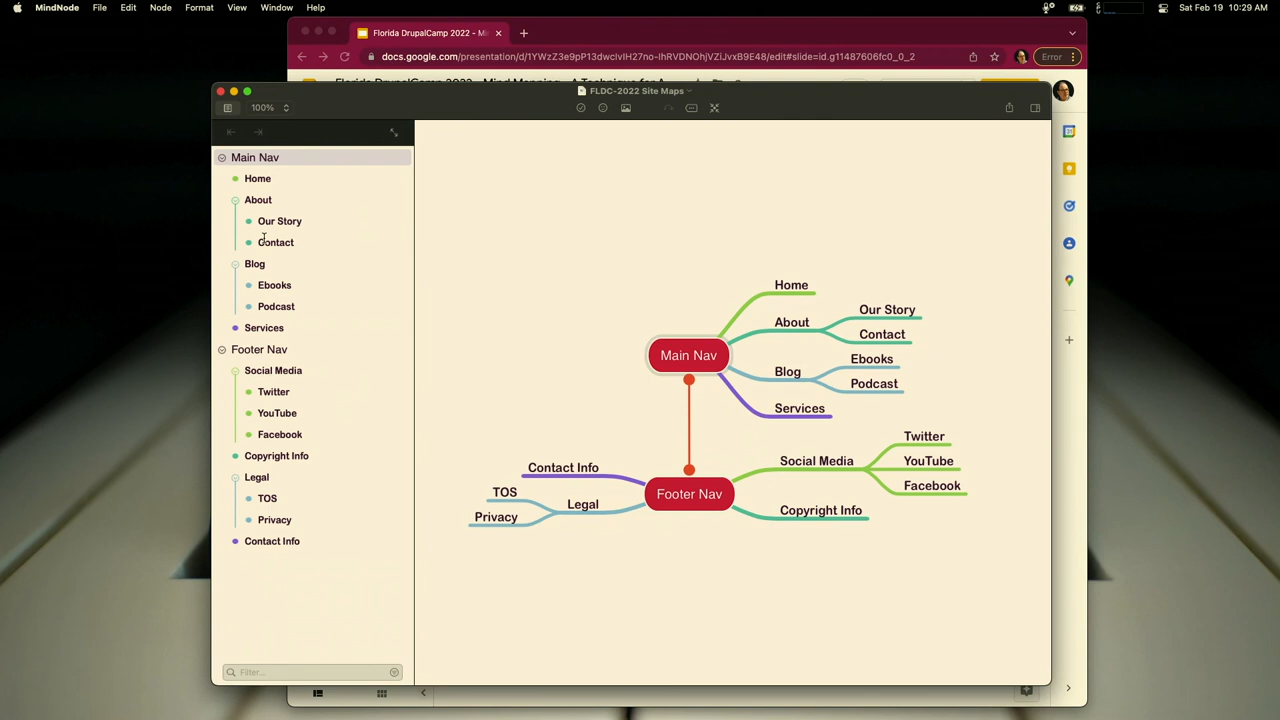 MindNode File Edit Node Format View Window Help
Sat Feb 19 10:29 AM
Florida DrupalCamp 2022 - M
docs.google.com/presentation/d/1YWzZ3e9pP13dwcIvIH27no-IhRVDNOhjVZiJvxB9E48/edit#slide=id.g11487606fc0_0_2
Error
FLDC-2022 Site Maps
100%
Main Nav
Home
About
Our Story
Contact
Blog
Ebooks
Podcast
Services
Footer Nav
Social Media
Twitter
YouTube
Facebook
Copyright Info
Legal
TOS
Privacy
Contact Info
Filter...
Main Nav
Home
About
Our Story
Contact
Blog
Ebooks
Podcast
Services
Footer Nav
Social Media
Twitter
YouTube
Facebook
Copyright Info
Contact Info
Legal
TOS
Privacy